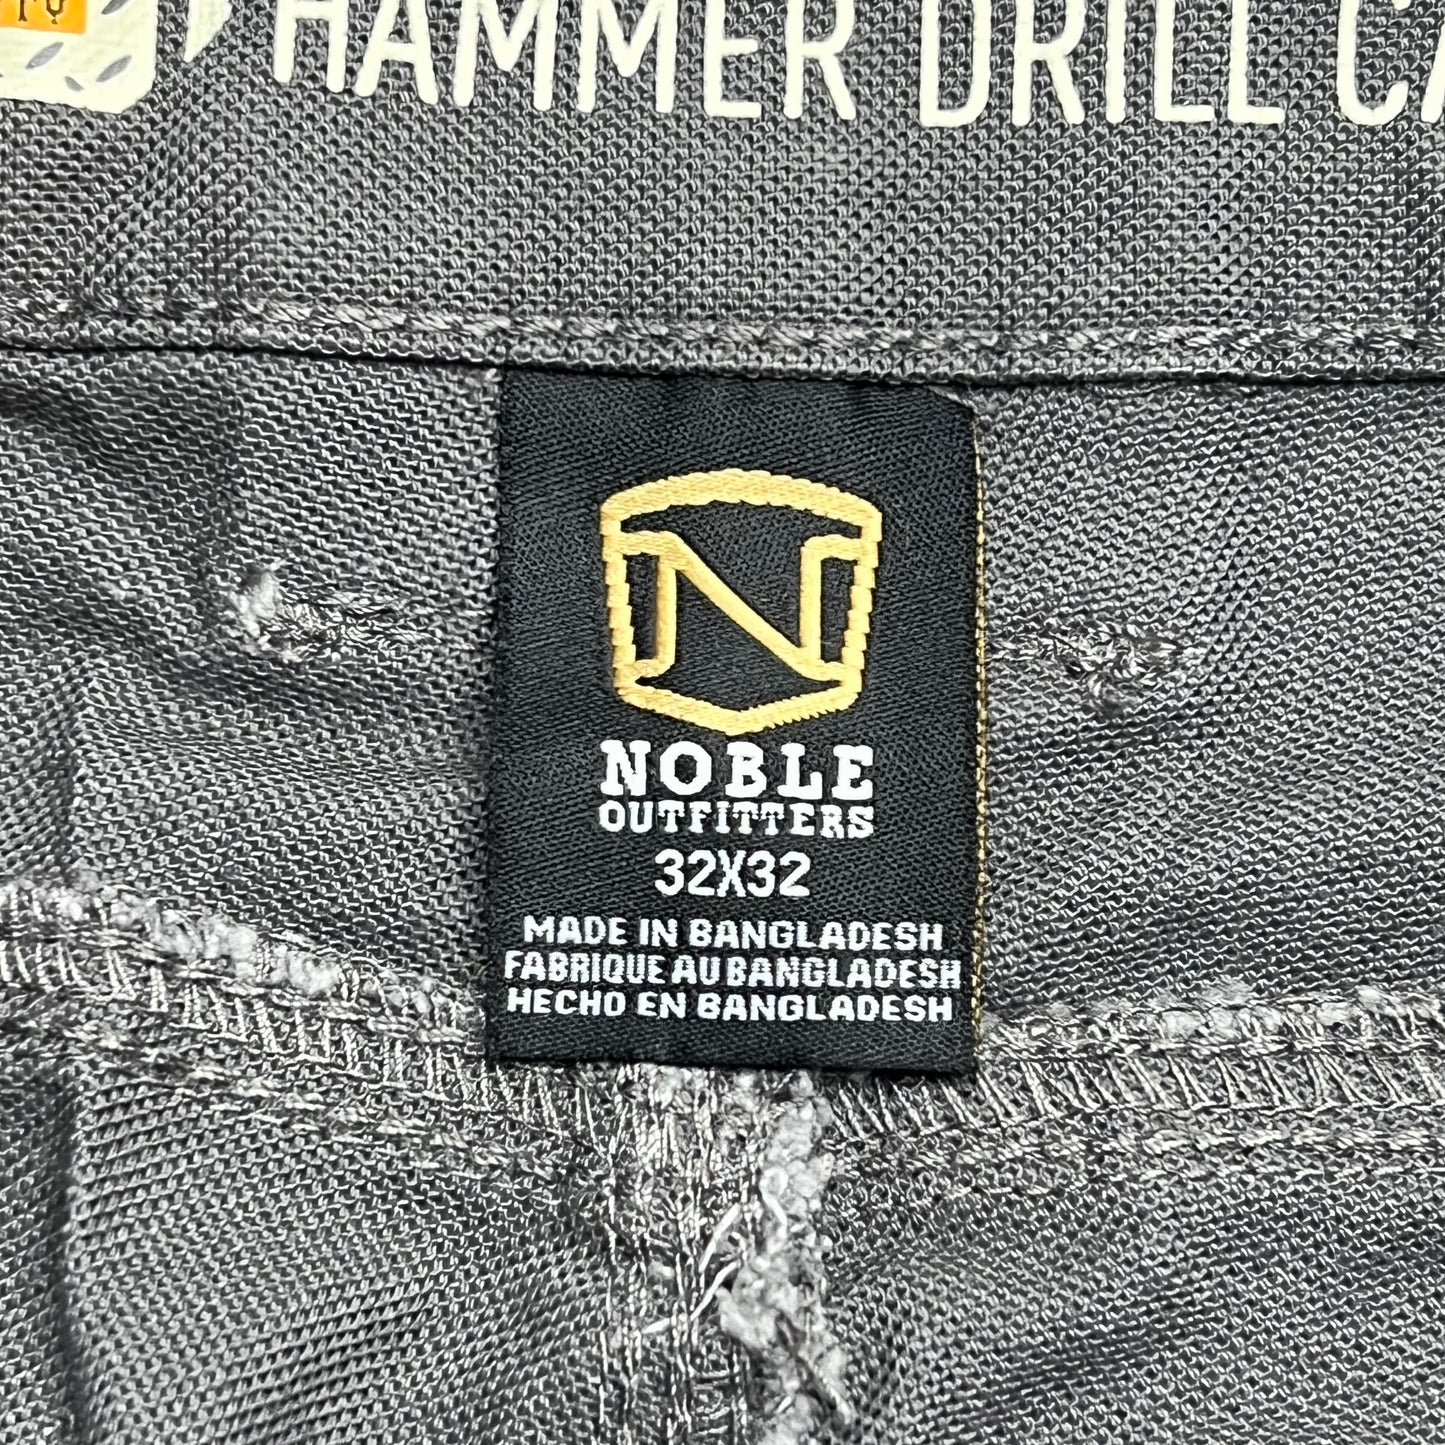 HAMMER DRILL
N
NOBLE
OUTFITTERS
32X32
MADE IN BANGLADESH
FABRIQUE AU BANGLADESH
HECHO EN BANGLADESH